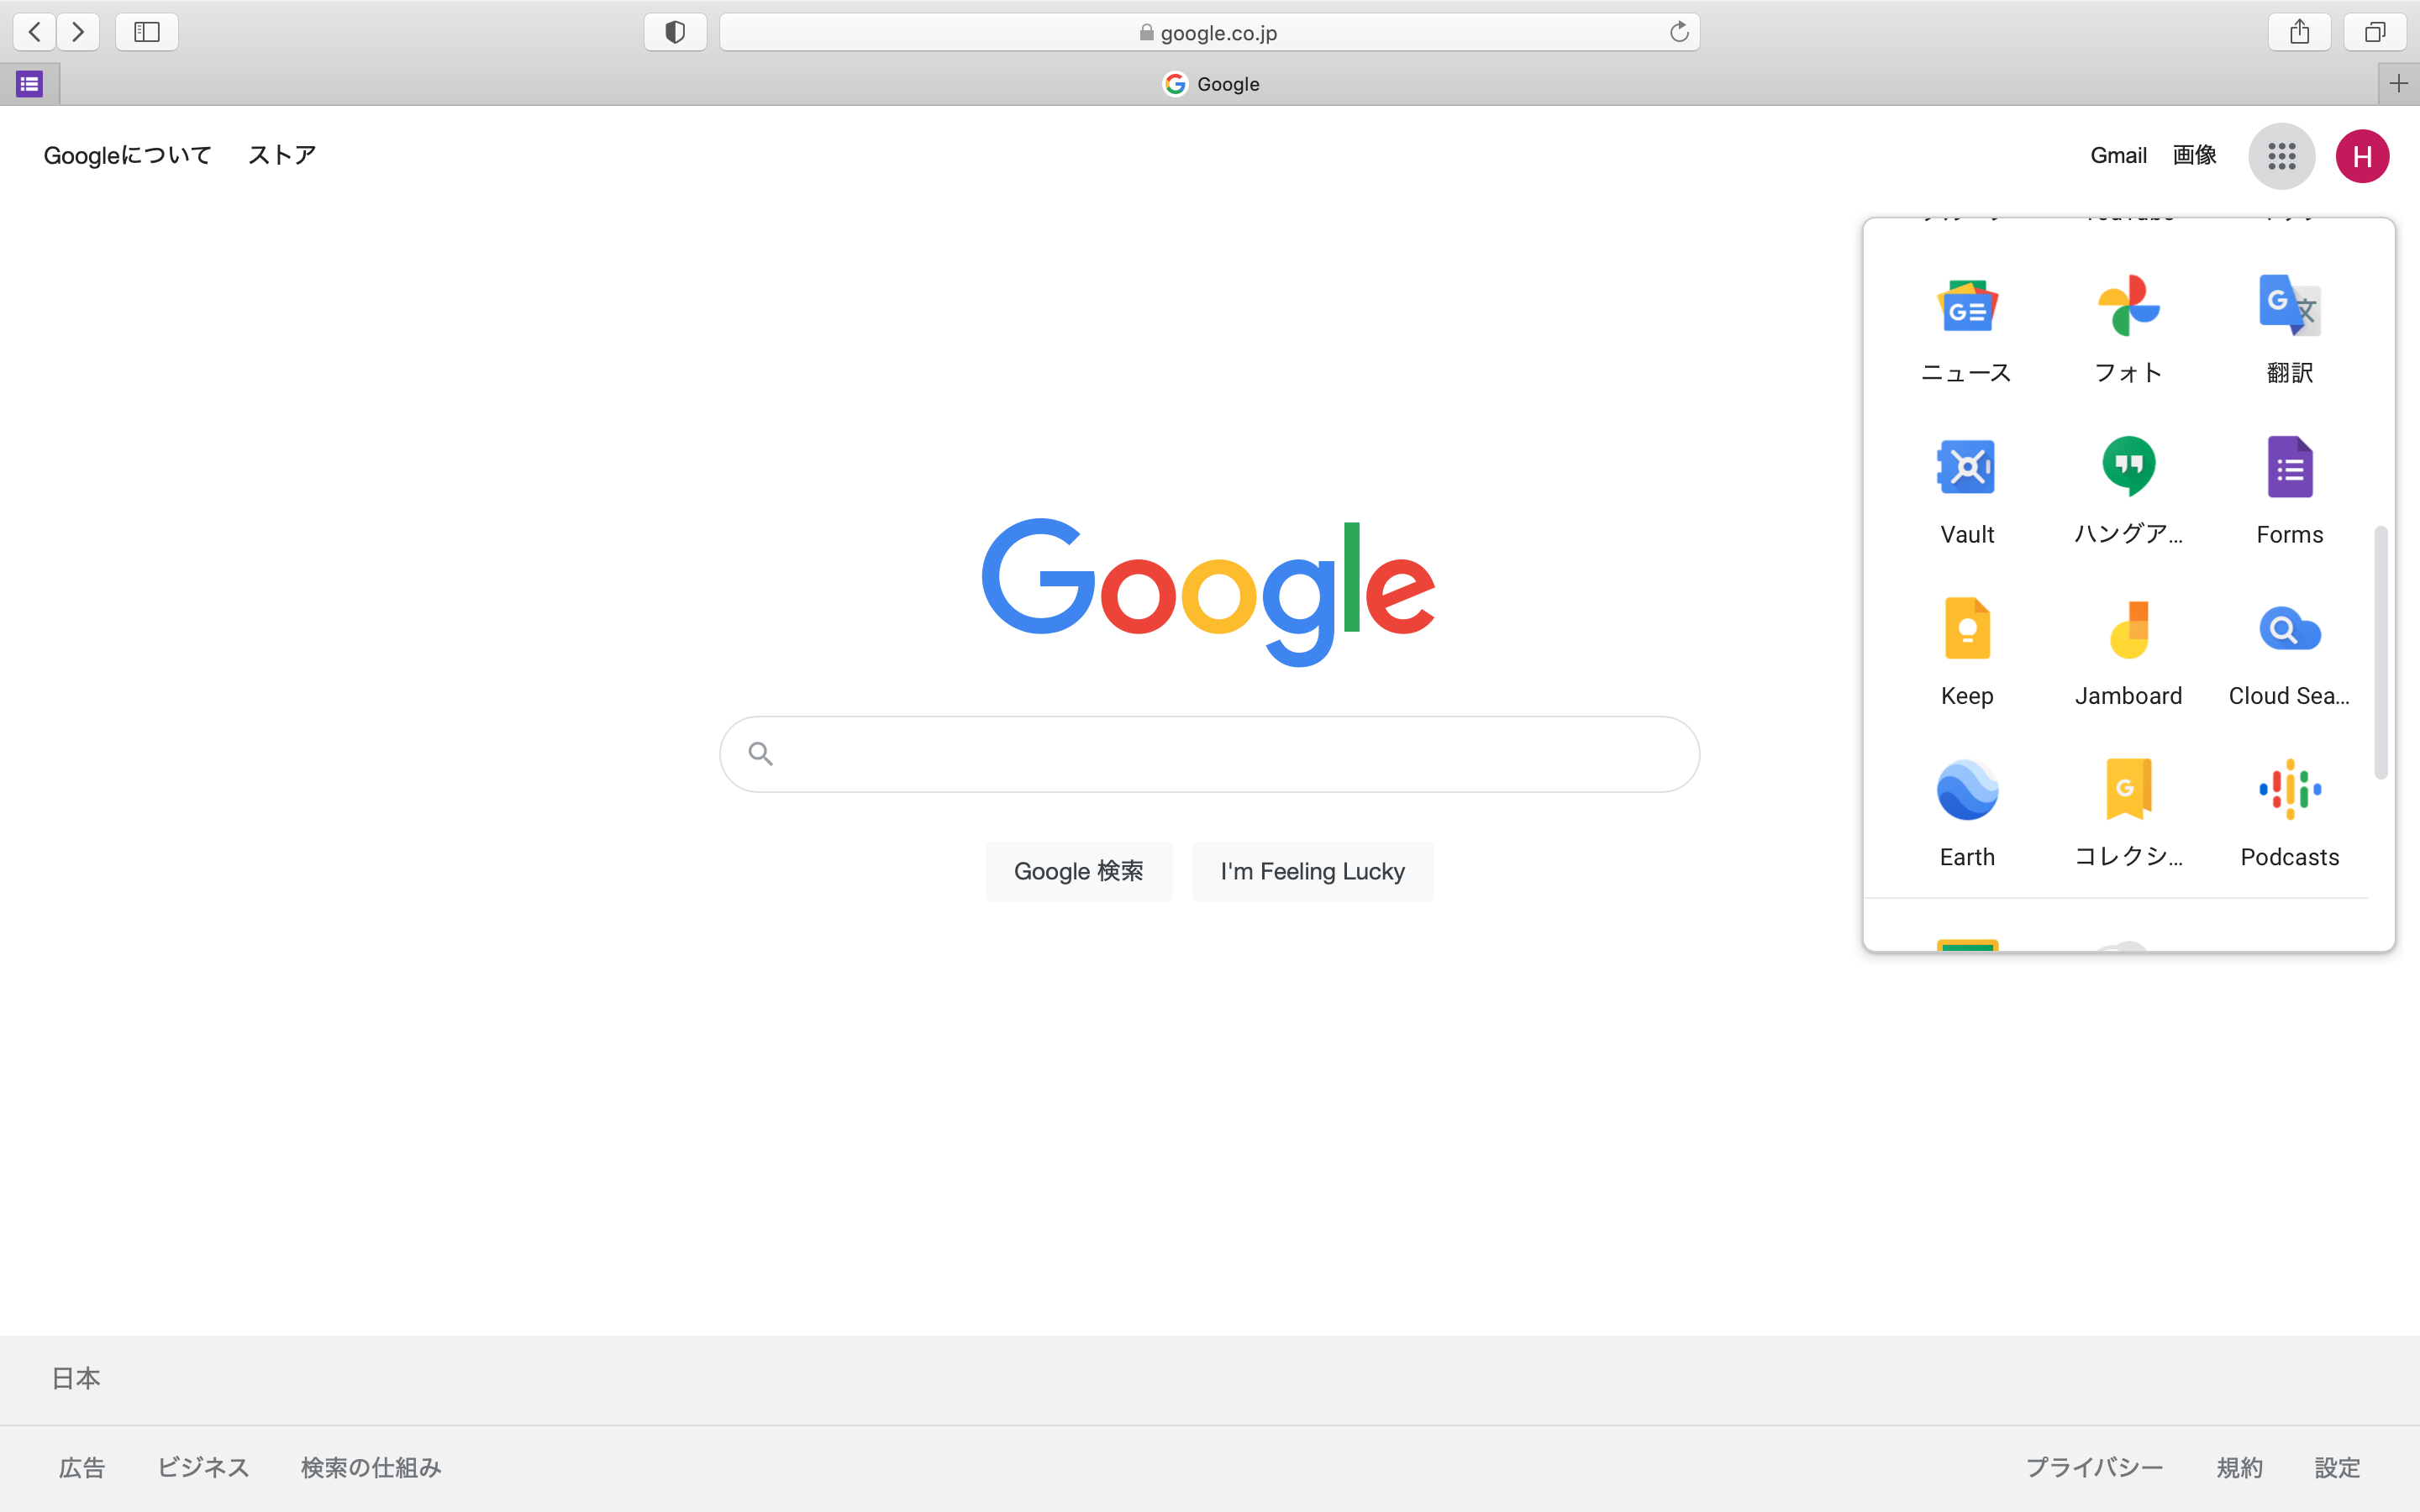 google.co.jp
Google
Googleについて ストア
Gmail 画像
H
YouTube
ニュース フォト 翻訳
Vault ハングア... Forms
Keep Jamboard Cloud Sea...
Earth コレクシ... Podcasts
Google
Google 検索 I'm Feeling Lucky
日本
広告 ビジネス 検索の仕組み
プライバシー 規約 設定